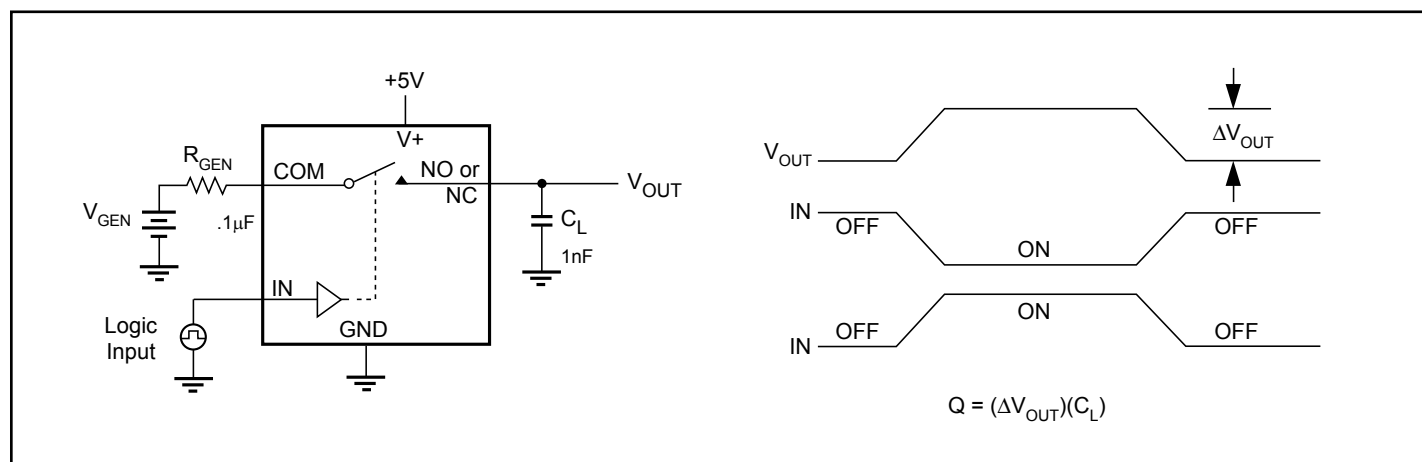 +5V
V+
R_GEN
COM
NO or
NC
V_OUT
V_GEN
.1μF
C_L
1nF
IN
GND
Logic
Input
V_OUT
ΔV_OUT
IN
OFF
ON
OFF
IN
OFF
ON
OFF
Q = (ΔV_OUT)(C_L)